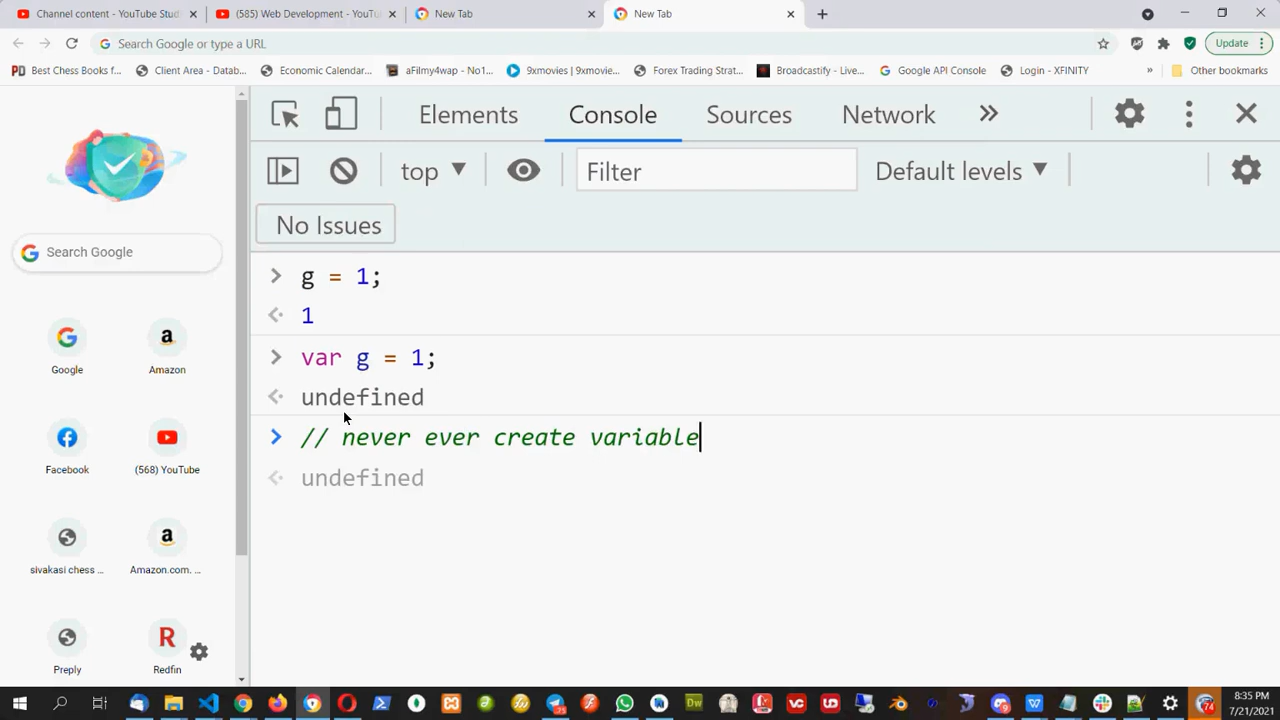 Channel content - YouTube Stud
(585) Web Development - YouTu
New Tab
New Tab
Search Google or type a URL
Update
Best Chess Books f...
Client Area - Datab...
Economic Calendar...
aFilmy4wap - No1...
9xmovies | 9xmovie...
Forex Trading Strat...
Broadcastify - Live...
Google API Console
Login - XFINITY
»
Other bookmarks
Elements
Console
Sources
Network
top
Filter
Default levels
No Issues
g = 1;
1
var g = 1;
undefined
// never ever create variable
undefined
Search Google
Google
Amazon
Facebook
(568) YouTube
sivakasi chess ...
Amazon.com. ...
Preply
Redfin
8:35 PM
7/21/2021